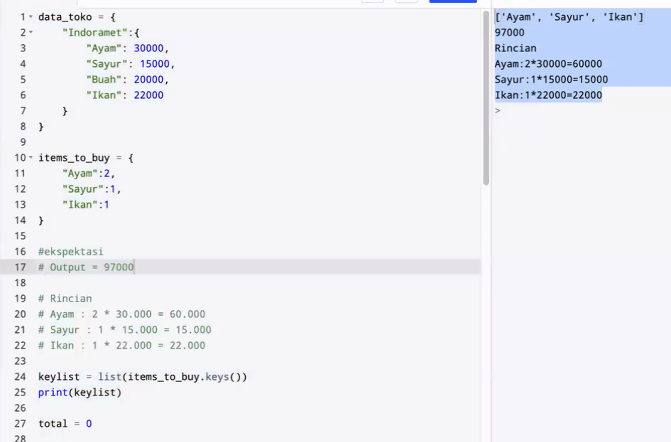 1 data_toko = {
2 "Indoramet":{
3 "Ayam": 30000,
4 "Sayur": 15000,
5 "Buah": 20000,
6 "Ikan": 22000
7 }
8 }
9
10 items_to_buy = {
11 "Ayam":2,
12 "Sayur":1,
13 "Ikan":1
14 }
15
16 #ekspektasi
17 # Output = 97000
18
19 # Rincian
20 # Ayam : 2 * 30.000 = 60.000
21 # Sayur : 1 * 15.000 = 15.000
22 # Ikan : 1 * 22.000 = 22.000
23
24 keylist = list(items_to_buy.keys())
25 print(keylist)
26
27 total = 0
28
['Ayam', 'Sayur', 'Ikan']
97000
Rincian
Ayam:2*30000=60000
Sayur:1*15000=15000
Ikan:1*22000=22000
>